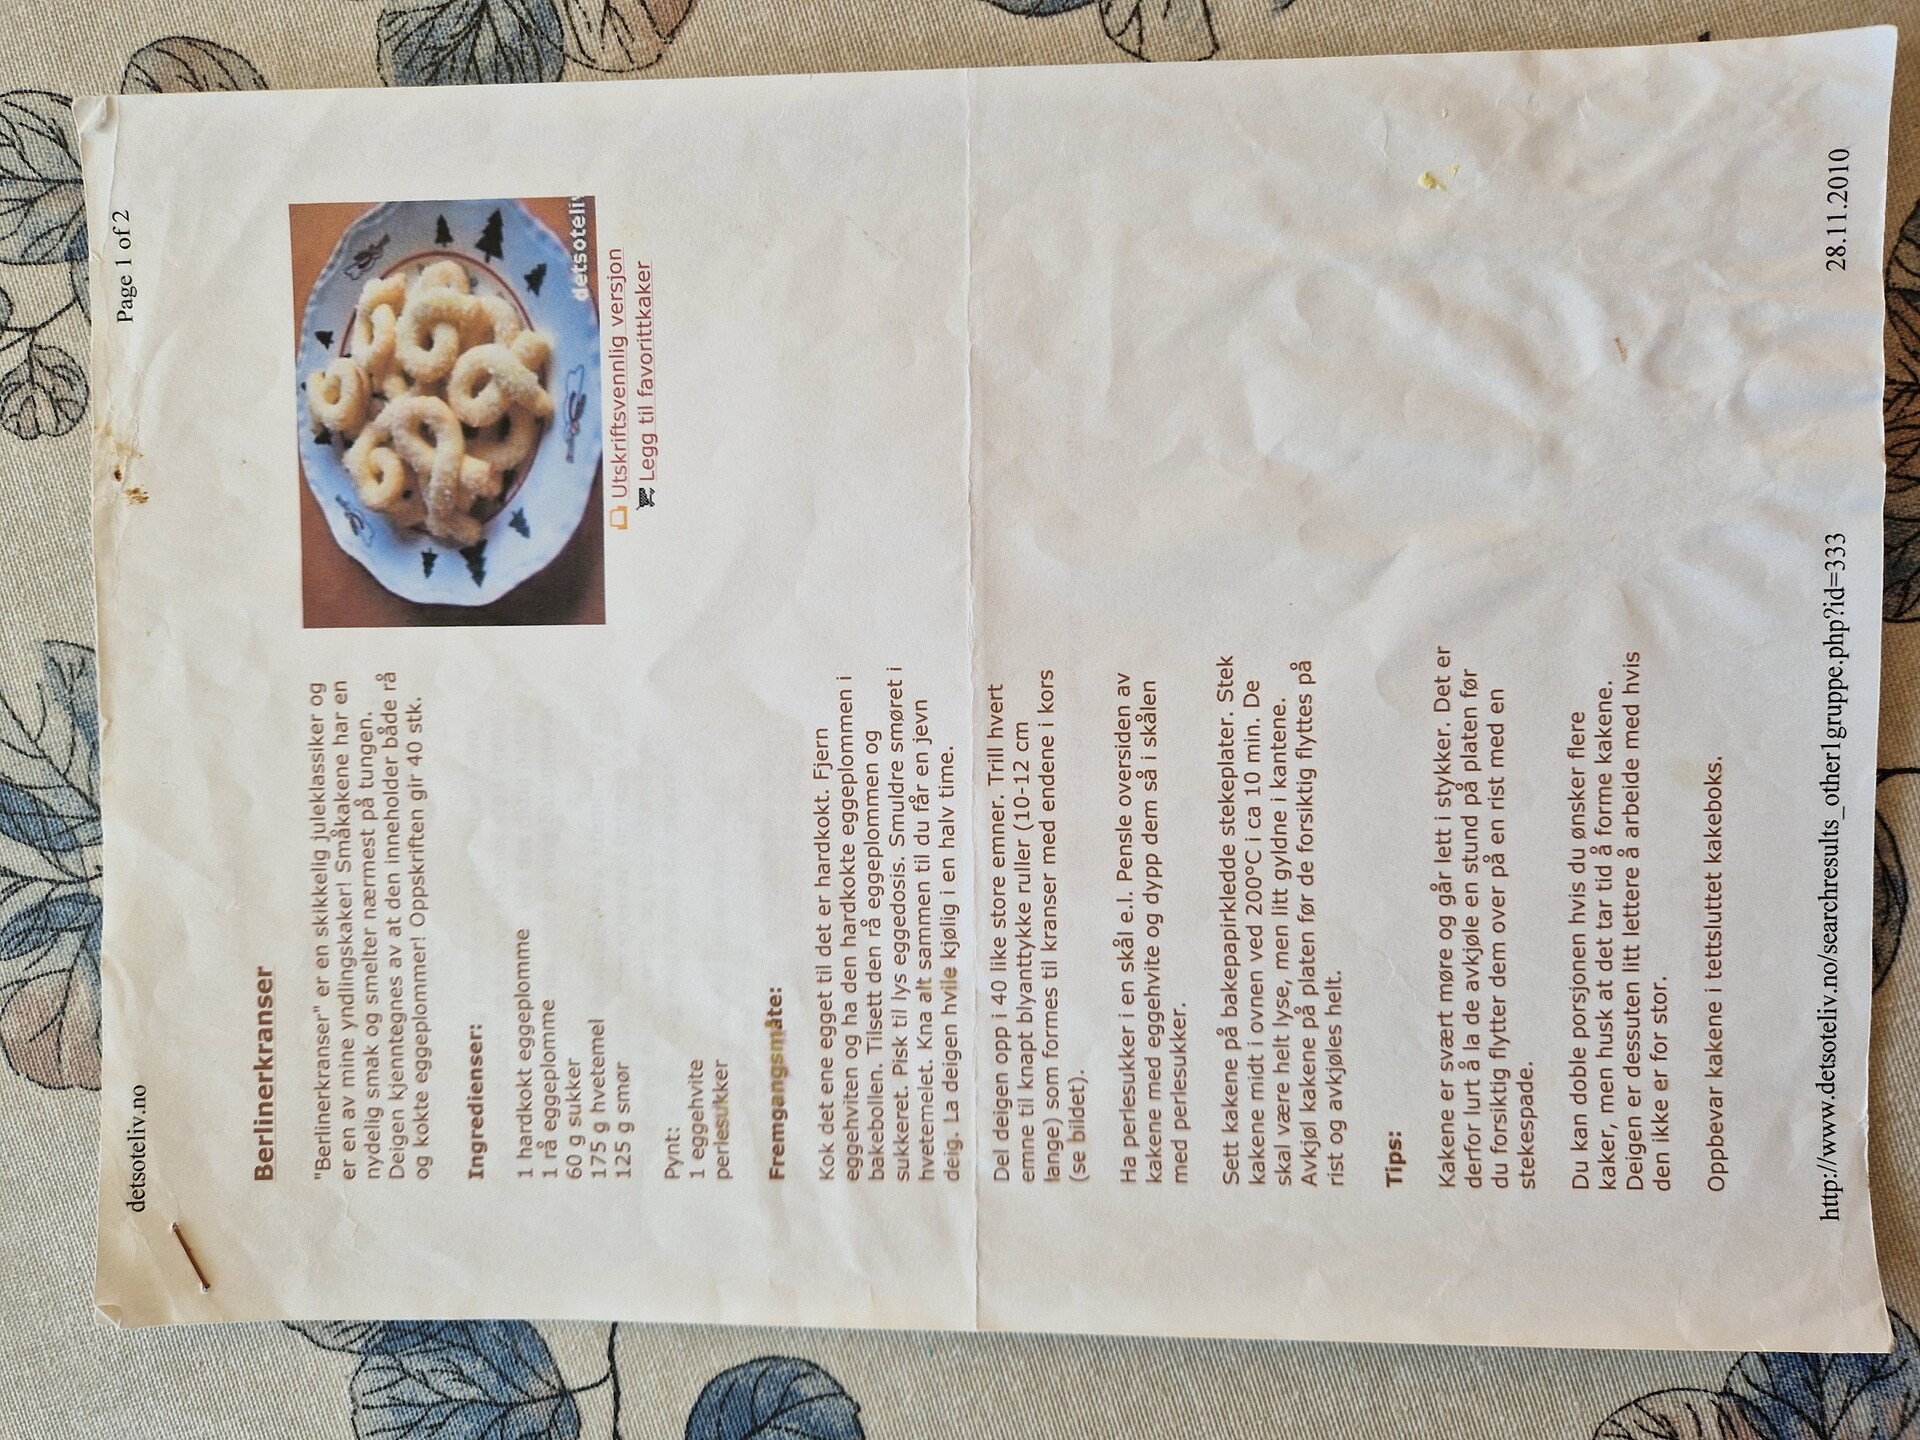 detsoteliv.no
Page 1 of 2
Berlinerkranser
"Berlinerkranser" er en skikkelig juleklassiker og
er en av mine yndlingskaker! Småkakene har en
nydelig smak og smelter nærmest på tungen.
Deigen kjenntegnes av at den inneholder både rå
og kokte eggeplommer! Oppskriften gir 40 stk.
Ingredienser:
1 hardkokt eggeplomme
1 rå eggeplomme
60 g sukker
175 g hvetemel
125 g smør
Pynt:
1 eggehvite
perlesukker
detsoteliv
Utskriftsvennlig versjon
Legg til favorittkaker
Fremgangsmåte:
Kok det ene egget til det er hardkokt. Fjern
eggehviten og ha den hardkokte eggeplommen i
bakebollen. Tilsett den rå eggeplommen og
sukkeret. Pisk til lys eggedosis. Smuldre smøret i
hvetemelet. Kna alt sammen til du får en jevn
deig. La deigen hvile kjølig i en halv time.
Del deigen opp i 40 like store emner. Trill hvert
emne til knapt blyanttykke ruller (10-12 cm
lange) som formes til kranser med endene i kors
(se bildet).
Ha perlesukker i en skål e.l. Pensle oversiden av
kakene med eggehvite og dypp dem så i skålen
med perlesukker.
Sett kakene på bakepapirkledde stekeplater. Stek
kakene midt i ovnen ved 200°C i ca 10 min. De
skal være helt lyse, men litt gyldne i kantene.
Avkjøl kakene på platen før de forsiktig flyttes på
rist og avkjøles helt.
Tips:
Kakene er svært møre og går lett i stykker. Det er
derfor lurt å la de avkjøle en stund på platen før
du forsiktig flytter dem over på en rist med en
stekespade.
Du kan doble porsjonen hvis du ønsker flere
kaker, men husk at det tar tid å forme kakene.
Deigen er dessuten litt lettere å arbeide med hvis
den ikke er for stor.
Oppbevar kakene i tettsluttet kakeboks.
http://www.detsoteliv.no/searchresults_other1gruppe.php?id=333
28.11.2010